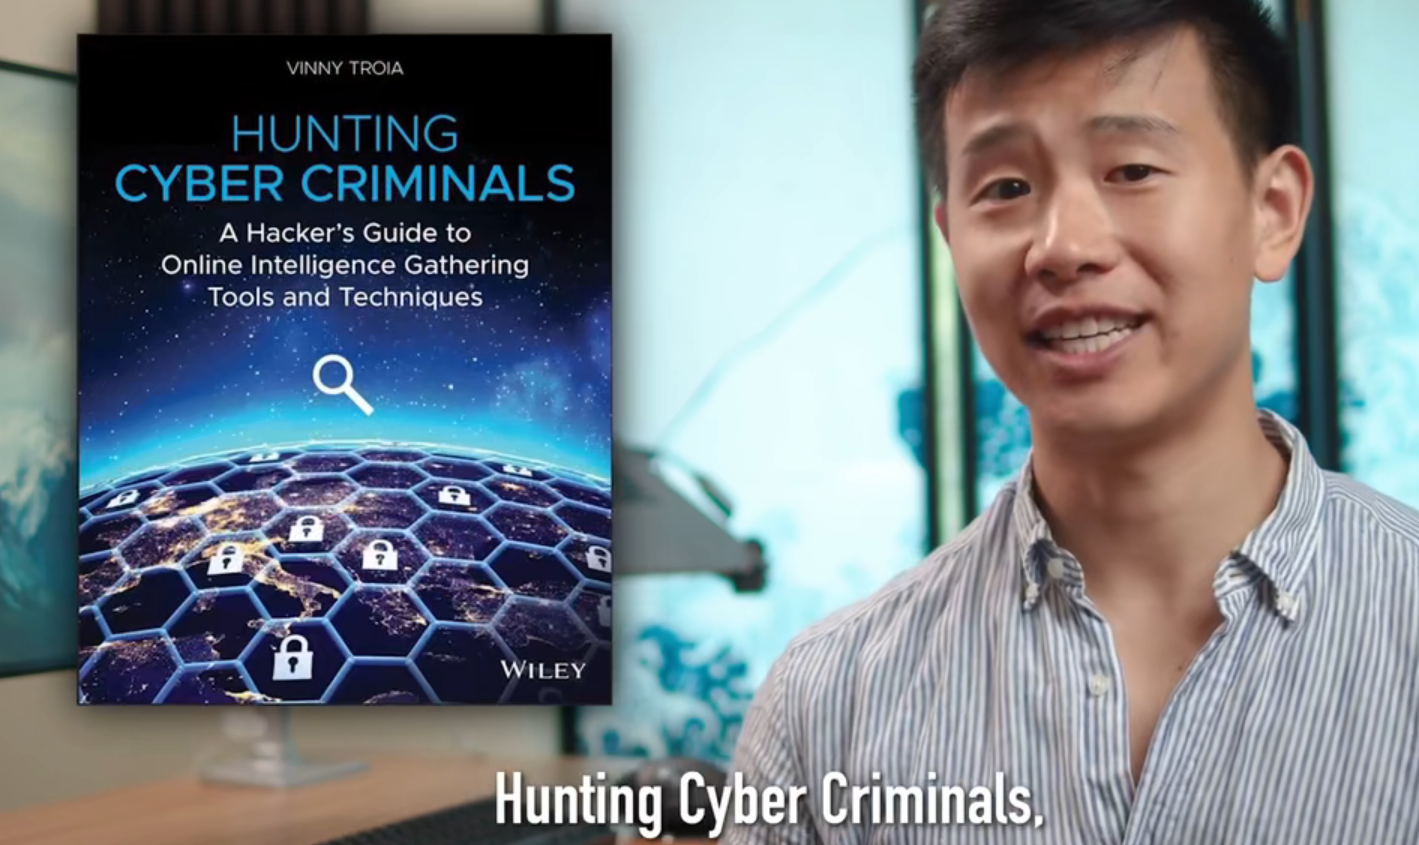 VINNY TROIA
HUNTING
CYBER CRIMINALS
A Hacker's Guide to
Online Intelligence Gathering
Tools and Techniques
WILEY
Hunting Cyber Criminals,